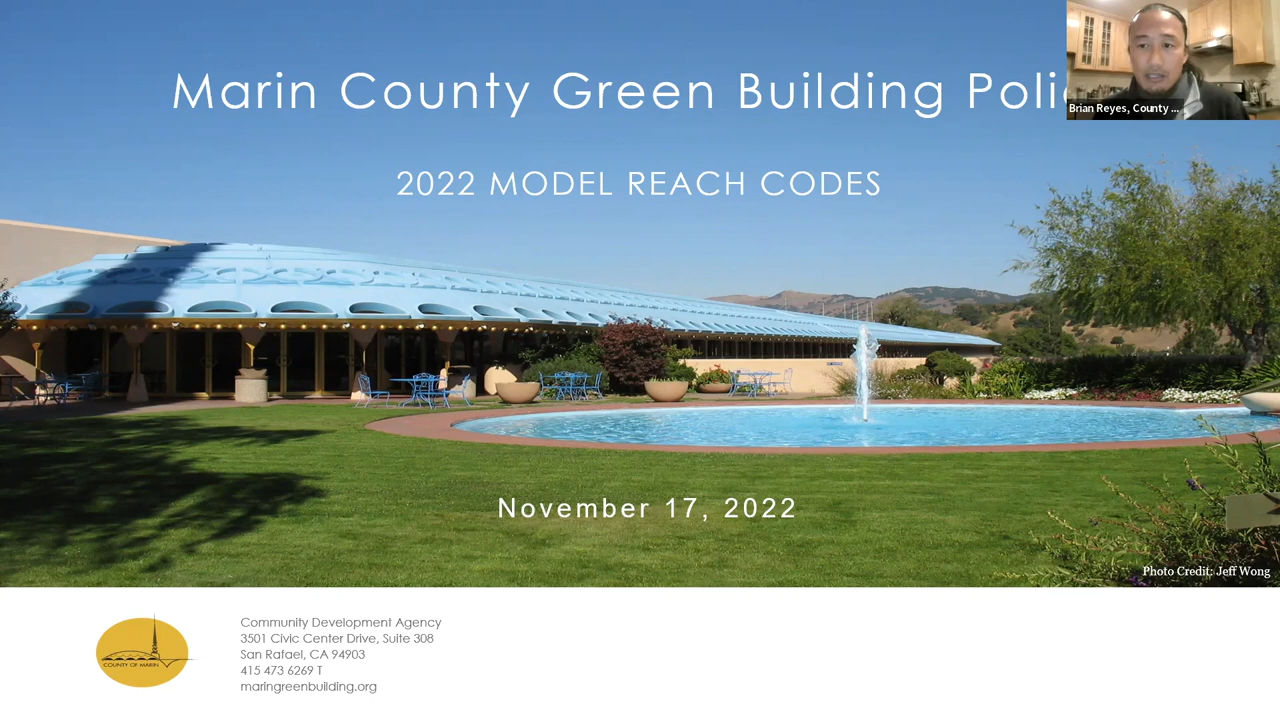 Marin County Green Building
Brian Reyes, County ...
2022 MODEL REACH CODES
November 17, 2022
Photo Credit: Jeff Wong
COUNTY OF MARIN
Community Development Agency
3501 Civic Center Drive, Suite 308
San Rafael, CA 94903
415 473 6269 T
maringreenbuilding.org